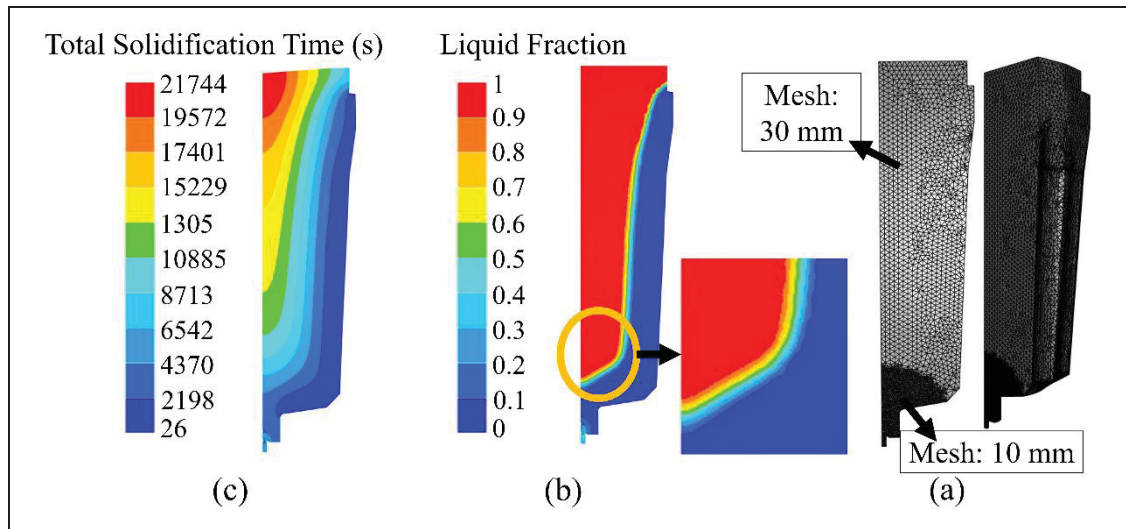 Total Solidification Time (s)
21744
19572
17401
15229
1305
10885
8713
6542
4370
2198
26
(c)
Liquid Fraction
1
0.9
0.8
0.7
0.6
0.5
0.4
0.3
0.2
0.1
0
(b)
Mesh:
30 mm
Mesh: 10 mm
(a)